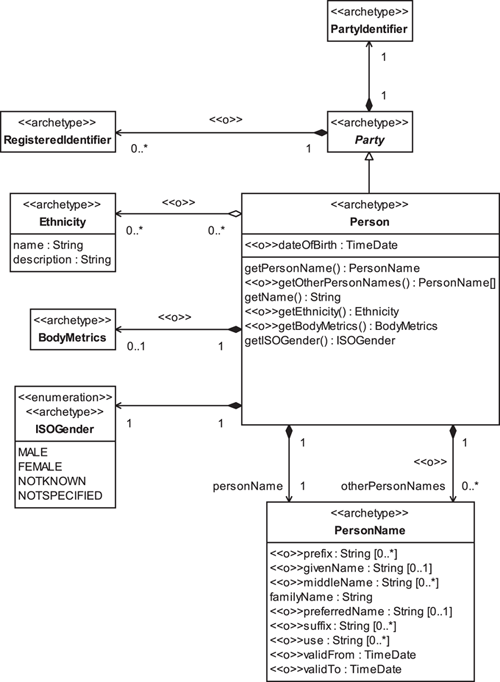 <<archetype>>
PartyIdentifier
1
1
<<archetype>>
RegisteredIdentifier
<<o>>
0..*
1
<<archetype>>
Party
<<archetype>>
Ethnicity
name : String
description : String
<<o>>
0..*
0..*
<<archetype>>
Person
<<o>>dateOfBirth : TimeDate
getPersonName() : PersonName
<<o>>getOtherPersonNames() : PersonName[]
getName() : String
<<o>>getEthnicity() : Ethnicity
<<o>>getBodyMetrics() : BodyMetrics
getISOGender() : ISOGender
<<archetype>>
BodyMetrics
<<o>>
0..1
1
<<enumeration>>
<<archetype>>
ISOGender
MALE
FEMALE
NOTKNOWN
NOTSPECIFIED
1
1
1
1
<<o>>
personName
1
otherPersonNames
0..*
<<archetype>>
PersonName
<<o>>prefix : String [0..*]
<<o>>givenName : String [0..1]
<<o>>middleName : String [0..*]
familyName : String
<<o>>preferredName : String [0..1]
<<o>>suffix : String [0..*]
<<o>>use : String [0..*]
<<o>>validFrom : TimeDate
<<o>>validTo : TimeDate